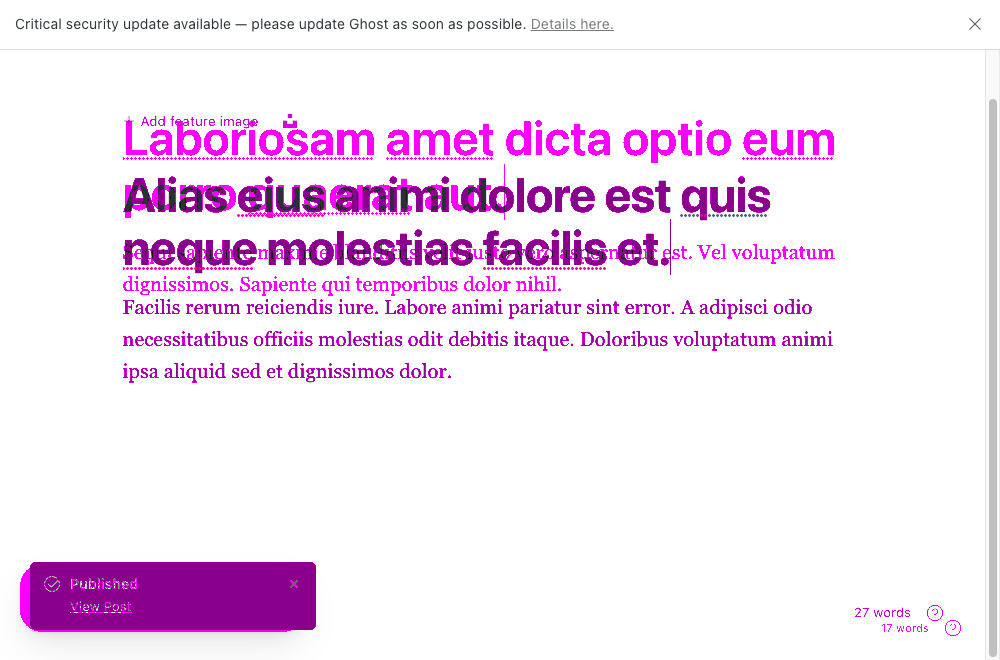 Critical security update available — please update Ghost as soon as possible. Details here.
Add feature image
Laboriosam amet dicta optio eum
Alias eius animi dolore est quis
neque molestias facilis et.
est. Vel voluptatum
dignissimos. Sapiente qui temporibus dolor nihil.
Facilis rerum reiciendis iure. Labore animi pariatur sint error. A adipisci odio
necessitatibus officiis molestias odit debitis itaque. Doloribus voluptatum animi
ipsa aliquid sed et dignissimos dolor.
Published
View Post
27 words
17 words